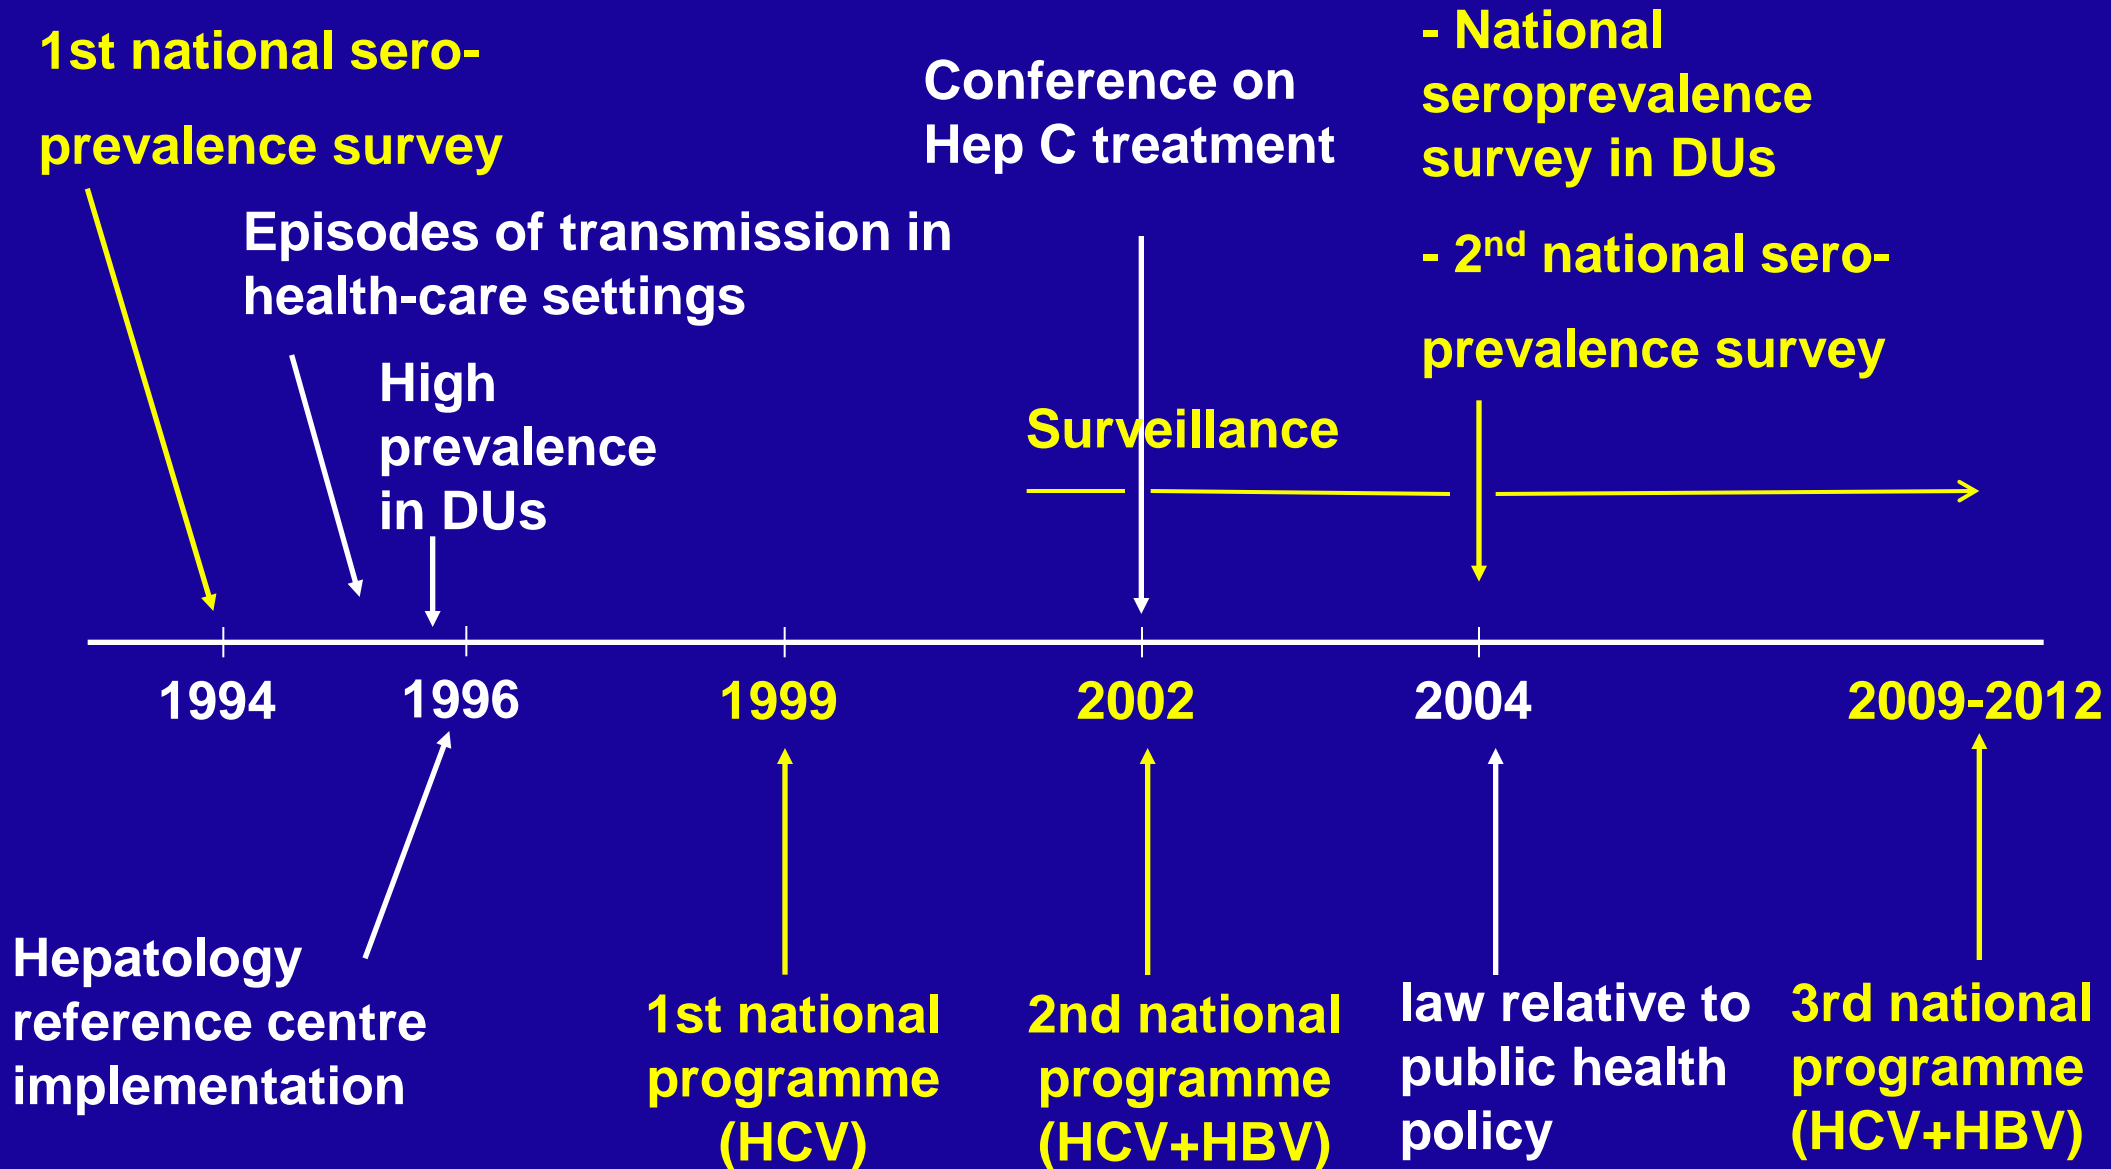 1st national sero-
prevalence survey
Episodes of transmission in
health-care settings
High
prevalence
in DUs
Conference on
Hep C treatment
- National
seroprevalence
survey in DUs
- 2nd national sero-
prevalence survey
Surveillance
1994
1996
1999
2002
2004
2009-2012
Hepatology
reference centre
implementation
1st national
programme
(HCV)
2nd national
programme
(HCV+HBV)
law relative to
public health
policy
3rd national
programme
(HCV+HBV)